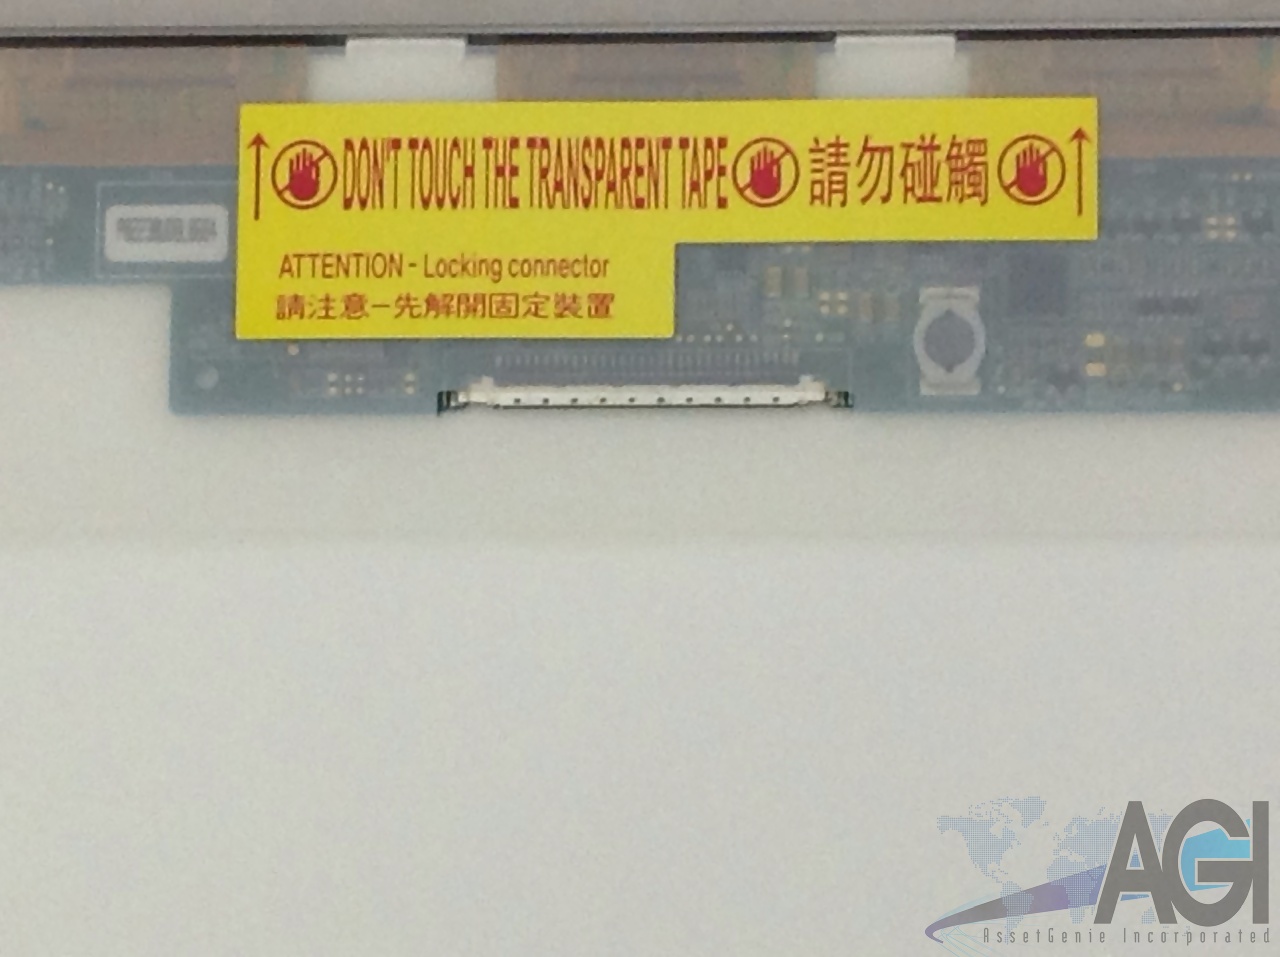 DON'T TOUCH THE TRANSPARENT TAPE 請勿碰觸
ATTENTION - Locking connector
請注意-先解開固定裝置
AGI
AssetGenie Incorporated